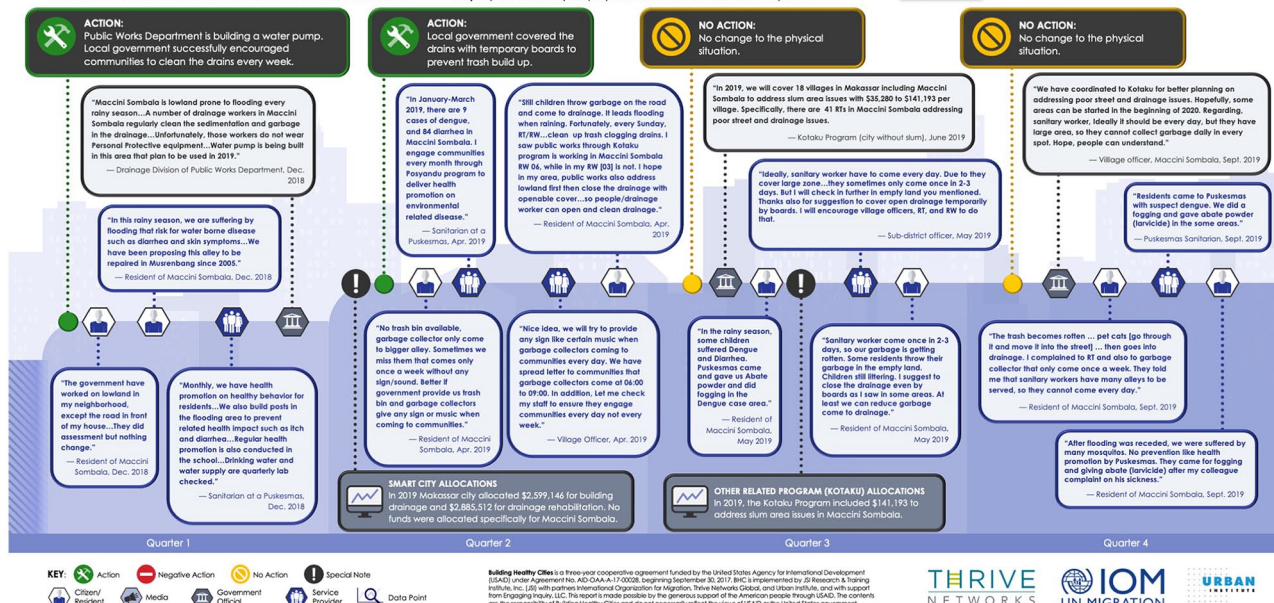 ACTION:
Public Works Department is building a water pump.
Local government successfully encouraged
communities to clean the drains every week.
ACTION:
Local government covered the
drains with temporary boards to
prevent trash build up.
NO ACTION:
No change to the physical
situation.
NO ACTION:
No change to the physical
situation.
"Maccini Sombala is lowland prone to flooding every
rainy season...A number of drainage workers in Maccini
Sombala regularly clean the sedimentation and garbage
in the drainage...Unfortunately, those workers do not wear
Personal Protective equipment...Water pump is being built
in this area that plan to be used in 2019."
— Drainage Division of Public Works Department, Dec.
2018
"In this rainy season, we are suffering by
flooding that risk for water borne disease
such as diarrhea and skin symptoms...We
have been proposing this alley to be
repaired in Musrenbang since 2005."
— Resident of Maccini Sombala, Dec. 2018
"In January-March
2019, there are 9
cases of dengue,
and 84 diarrhea in
Maccini Sombala. I
engage communities
every month through
Posyandu program to
deliver health
promotion on
environmental
related disease."
— Sanitarian at a
Puskesmas, Apr. 2019
"Still children throw garbage on the road
and come to drainage. It leads flooding
when raining. Fortunately, every Sunday,
RT/RW...clean up trash clogging drains. I
saw public works through Kotaku
program is working in Maccini Sombala
RW 06, while in my RW [03] is not. I hope
in my area, public works also address
lowland first then close the drainage with
openable cover...so people/drainage
worker can open and clean drainage."
— Resident of Maccini Sombala, Apr.
2019
"In 2019, we will cover 18 villages in Makassar including Maccini
Sombala to address slum area issues with $35,280 to $141,193 per
village. Specifically, there are 41 RTs in Maccini Sombala addressing
poor street and drainage issues.
— Kotaku Program (city without slum), June 2019
"Ideally, sanitary worker have to come every day. Due to they
cover large zone...they sometimes only come once in 2-3
days. But I will check in further in empty land you mentioned.
Thanks also for suggestion to cover open drainage temporary
by boards. I will encourage village officers, RT, and RW to do
that.
— Sub-district officer, May 2019
"We have coordinated to Kotaku for better planning on
addressing poor street and drainage issues. Hopefully, some
areas can be started in the beginning of 2020. Regarding,
sanitary worker, Ideally it should be every day, but they have
large area, so they cannot collect garbage daily in every
spot. Hope, people can understand."
— Village officer, Maccini Sombala, Sept. 2019
"Residents came to Puskesmas
with suspect dengue. We did a
fogging and gave abate powder
(larvicide) in the some areas."
— Puskesmas Sanitarian, Sept. 2019
"The government have
worked on lowland in
my neighborhood,
except the road in front
of my house...They did
assessment but nothing
change."
— Resident of Maccini
Sombala, Dec. 2018
"Monthly, we have health
promotion on healthy behavior for
residents...We also build posts in
the flooding area to prevent
related health impact such as itch
and diarrhea...Regular health
promotion is also conducted in
the school...Drinking water and
water supply are quarterly lab
checked."
— Sanitarian at a Puskesmas,
Dec. 2018
"No trash bin available,
garbage collector only come
to bigger alley. Sometimes we
miss them that comes only
once a week without any
sign/sound. Better if
government provide us trash
bin and garbage collectors
give any sign or music when
coming to communities."
— Resident of Maccini
Sombala, Apr. 2019
"Nice idea, we will try to provide
any sign like certain music when
garbage collectors coming to
communities every day. We have
spread letter to communities that
garbage collectors come at 06:00
to 09:00. In addition, Let me check
my staff to ensure they engage
communities every day not every
week."
— Village Officer, Apr. 2019
"In the rainy season,
some children
suffered Dengue
and Diarrhea.
Puskesmas came
and gave us Abate
powder and did
fogging in the
Dengue case area."
— Resident of
Maccini Sombala,
May 2019
"Sanitary worker come once in 2-3
days, so our garbage is getting
rotten. Some residents throw their
garbage in the empty land.
Children still littering. I suggest to
close the drainage even by
boards as I saw in some areas. At
least we can reduce garbage
come to drainage."
— Resident of Maccini Sombala,
May 2019
"The trash becomes rotten ... pet cats [go through
it and move it into the street] ... then goes into
drainage. I complained to RT and also to garbage
collector that only come once a week. They told
me that sanitary workers have many alleys to be
served, so they cannot come every day."
— Resident of Maccini Sombala, Sept. 2019
"After flooding was receded, we were suffered by
many mosquitos. No prevention like health
promotion by Puskesmas. They came for fogging
and giving abate (larvicide) after my colleague
complaint on his sickness."
— Resident of Maccini Sombala, Sept. 2019
SMART CITY ALLOCATIONS
In 2019 Makassar city allocated $2,599,146 for building
drainage and $2,885,512 for drainage rehabilitation. No
funds were allocated specifically for Maccini Sombala.
OTHER RELATED PROGRAM (KOTAKU) ALLOCATIONS
In 2019, the Kotaku Program included $141,193 to
address slum area issues in Maccini Sombala.
Quarter 1
Quarter 2
Quarter 3
Quarter 4
KEY: Action Negative Action No Action Special Note
Citizen/
Resident
Media
Government
Official
Service
Provider
Data Point
Building Healthy Cities is a three-year cooperative agreement funded by the United States Agency for International Development
(USAID) under Agreement No. AID-OAA-A-17-00028, beginning September 30, 2017. BHC is implemented by JSI Research & Training
Institute, Inc. (JSI) with partners International Organization for Migration, Thrive Networks Global, and Urban Institute, and with support
from Engaging Inquiry, LLC. This report is made possible by the generous support of the American people through USAID. The contents
THRIVE
NETWORKS
IOM
UN MIGRATION
URBAN
INSTITUTE